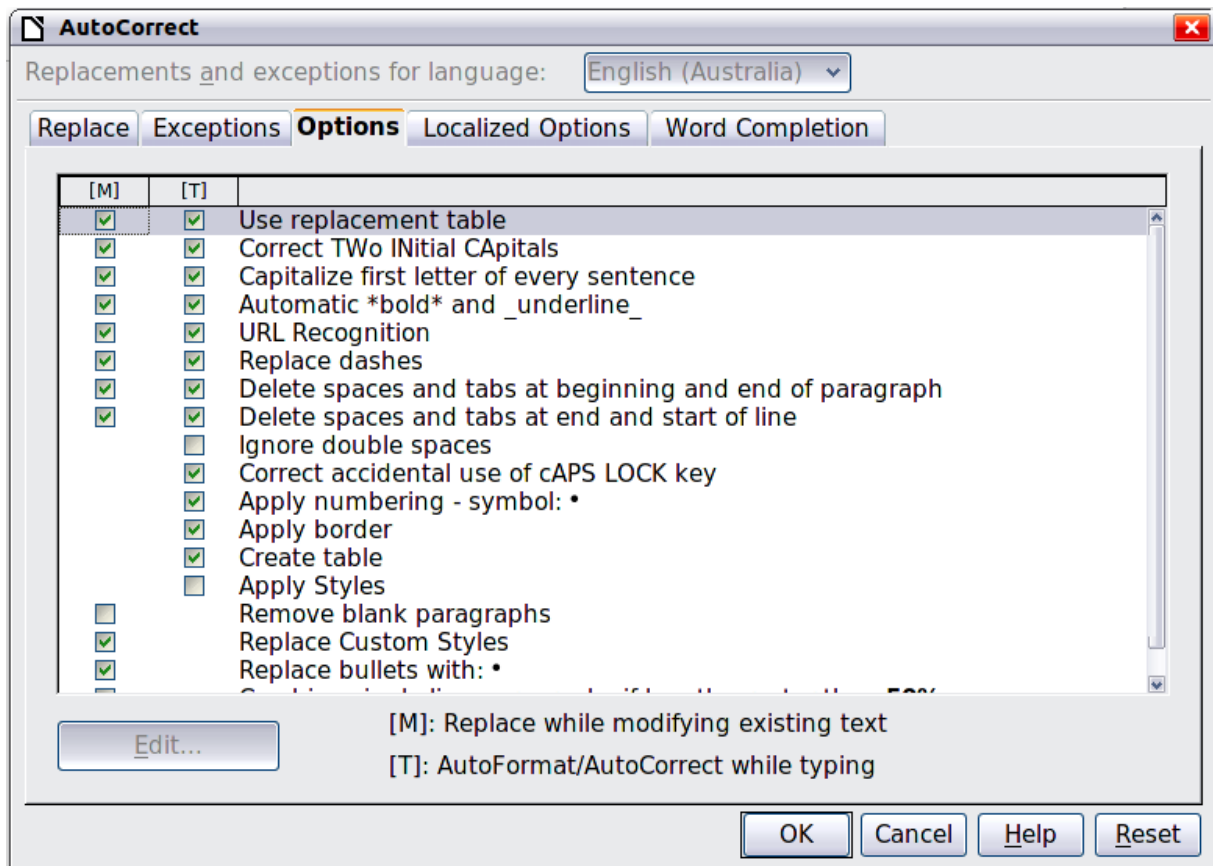 AutoCorrect
Replacements and exceptions for language: English (Australia)
Replace Exceptions Options Localized Options Word Completion
[M] [T]
Use replacement table
Correct TWo INitial CApitals
Capitalize first letter of every sentence
Automatic *bold* and _underline_
URL Recognition
Replace dashes
Delete spaces and tabs at beginning and end of paragraph
Delete spaces and tabs at end and start of line
Ignore double spaces
Correct accidental use of cAPS LOCK key
Apply numbering - symbol: •
Apply border
Create table
Apply Styles
Remove blank paragraphs
Replace Custom Styles
Replace bullets with: •
[M]: Replace while modifying existing text
Edit...
[T]: AutoFormat/AutoCorrect while typing
OK Cancel Help Reset